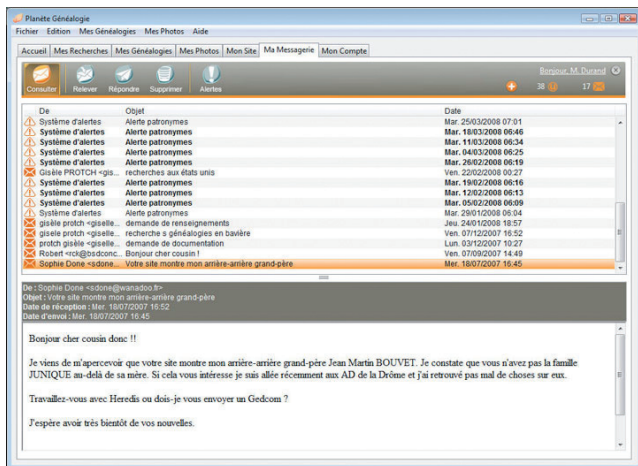 Planète Généalogie
Fichier Edition Mes Généalogies Mes Photos Aide
Accueil Mes Recherches Mes Généalogies Mes Photos Mon Site Ma Messagerie Mon Compte
Bonjour, M. Durand
Consulter Relever Répondre Supprimer Alertes 38 17
De Objet Date
Système d'alertes Alerte patronymes Mar. 25/03/2008 07:01
Système d'alertes Alerte patronymes Mar. 18/03/2008 06:46
Système d'alertes Alerte patronymes Mar. 11/03/2008 06:34
Système d'alertes Alerte patronymes Mar. 04/03/2008 06:25
Système d'alertes Alerte patronymes Mar. 26/02/2008 06:19
Gisèle PROTCH <gis... recherches aux états unis Ven. 22/02/2008 00:27
Système d'alertes Alerte patronymes Mar. 19/02/2008 06:16
Système d'alertes Alerte patronymes Mar. 12/02/2008 06:13
Système d'alertes Alerte patronymes Mar. 05/02/2008 06:09
Système d'alertes Alerte patronymes Mar. 29/01/2008 06:04
gisèle protch <giselle... demande de renseignements Jeu. 24/01/2008 18:57
gisele protch <giselle... recherche s généalogies en bavière Ven. 07/12/2007 16:52
protch gisèle <giselle... demande de documentation Lun. 03/12/2007 10:27
Robert <rck@bsdconc... Bonjour cher cousin ! Ven. 07/09/2007 14:49
Sophie Done <sdone... Votre site montre mon arrière-arrière grand-père Mer. 18/07/2007 16:45
De : Sophie Done <sdone@wanadoo.fr>
Objet : Votre site montre mon arrière-arrière grand-père
Date de réception : Mer. 18/07/2007 16:52
Date d'envoi : Mer. 18/07/2007 16:45
Bonjour cher cousin donc !!
Je viens de m'apercevoir que votre site montre mon arrière-arrière grand-père Jean Martin BOUVET. Je constate que vous n'avez pas la famille
JUNIQUE au-delà de sa mère. Si cela vous intéresse je suis allée récemment aux AD de la Drôme et j'ai retrouvé pas mal de choses sur eux.
Travaillez-vous avec Heredis ou dois-je vous envoyer un Gedcom ?
J'espère avoir très bientôt de vos nouvelles.